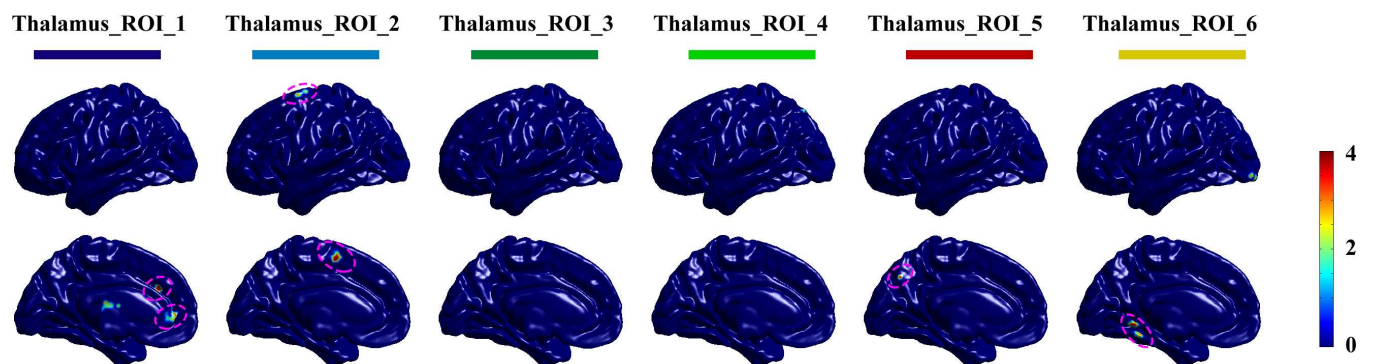 Thalamus_ROI_1 Thalamus_ROI_2 Thalamus_ROI_3 Thalamus_ROI_4 Thalamus_ROI_5 Thalamus_ROI_6
4
2
0